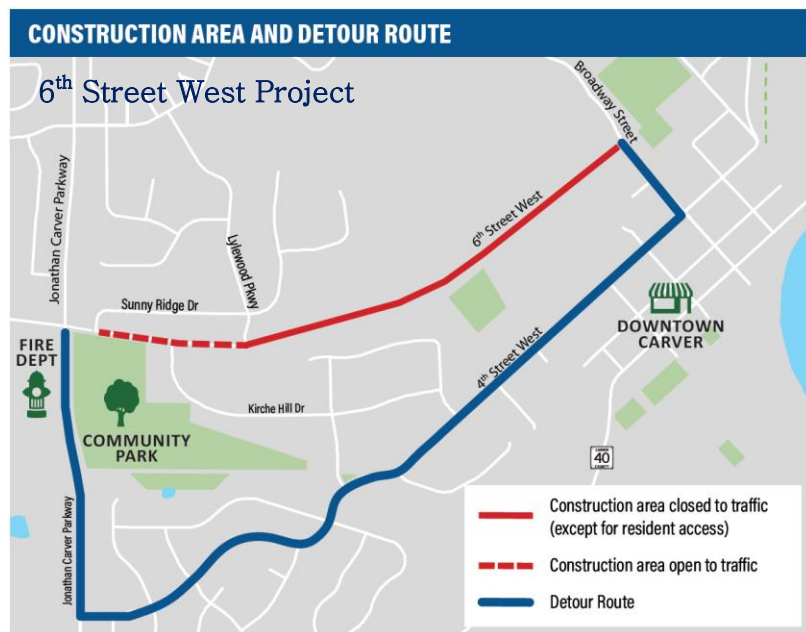 CONSTRUCTION AREA AND DETOUR ROUTE
6th Street West Project
Broadway Street
Jonathan Carver Parkway
Lylewood Pkwy
6th Street West
Sunny Ridge Dr
DOWNTOWN
CARVER
FIRE
DEPT
4th Street West
Kirche Hill Dr
COMMUNITY
PARK
40
Jonathan Carver Parkway
Construction area closed to traffic
(except for resident access)
Construction area open to traffic
Detour Route